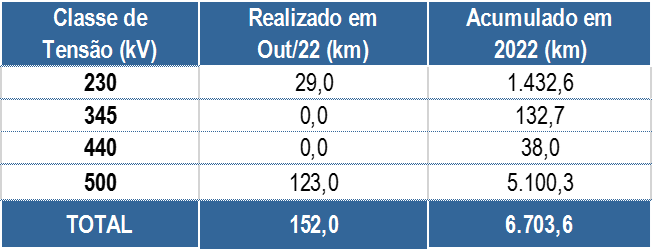 Classe de Tensão (kV) Realizado em Out/22 (km) Acumulado em 2022 (km)
230 29,0 1.432,6
345 0,0 132,7
440 0,0 38,0
500 123,0 5.100,3
TOTAL 152,0 6.703,6